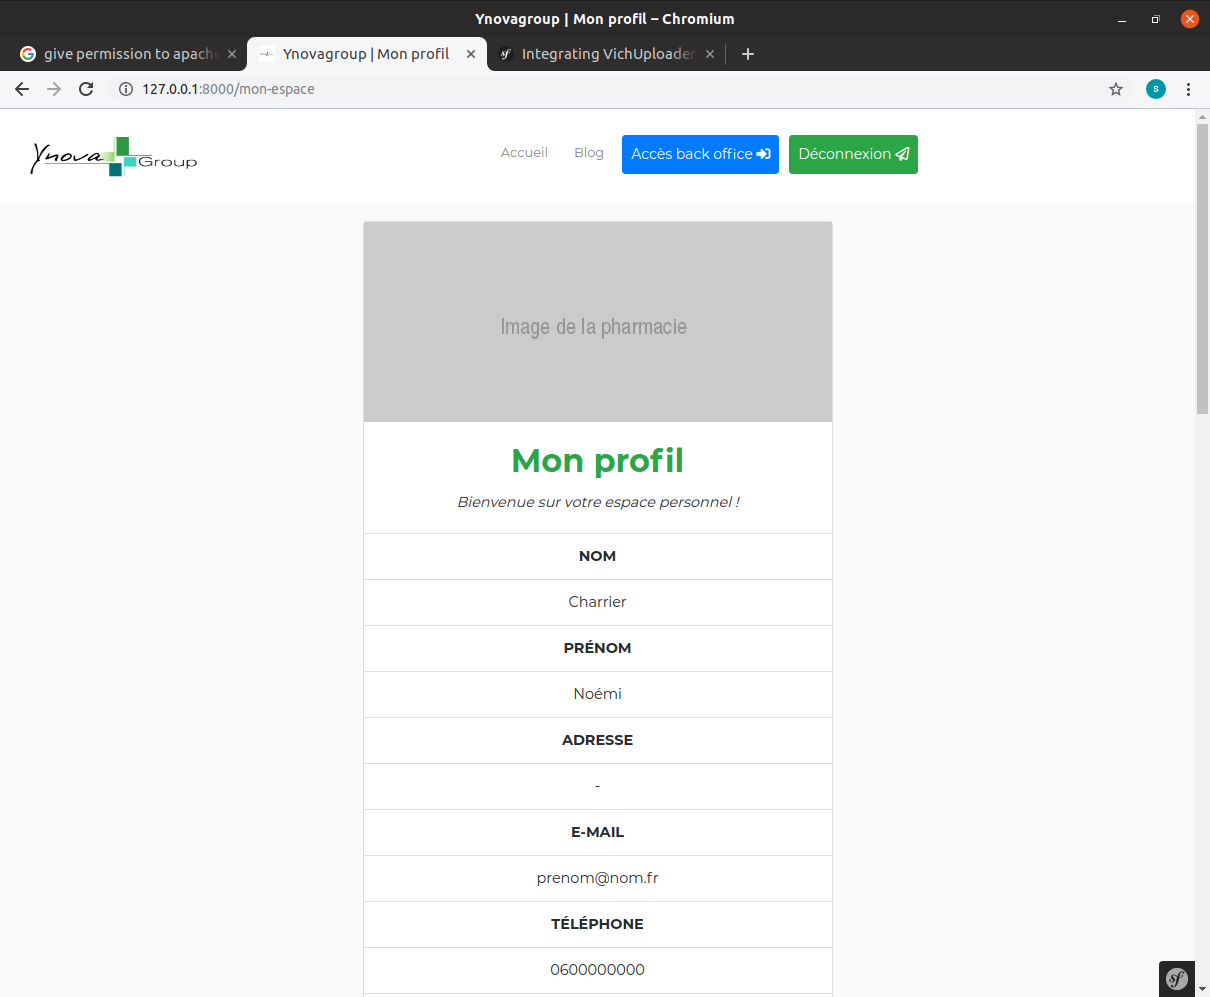 Ynovagroup | Mon profil – Chromium
give permission to apache
Ynovagroup | Mon profil
Integrating VichUploader
127.0.0.1:8000/mon-espace
s
Ynova Group
Accueil
Blog
Accès back office
Déconnexion
Image de la pharmacie
Mon profil
Bienvenue sur votre espace personnel !
NOM
Charrier
PRÉNOM
Noémi
ADRESSE
-
E-MAIL
prenom@nom.fr
TÉLÉPHONE
0600000000
sf